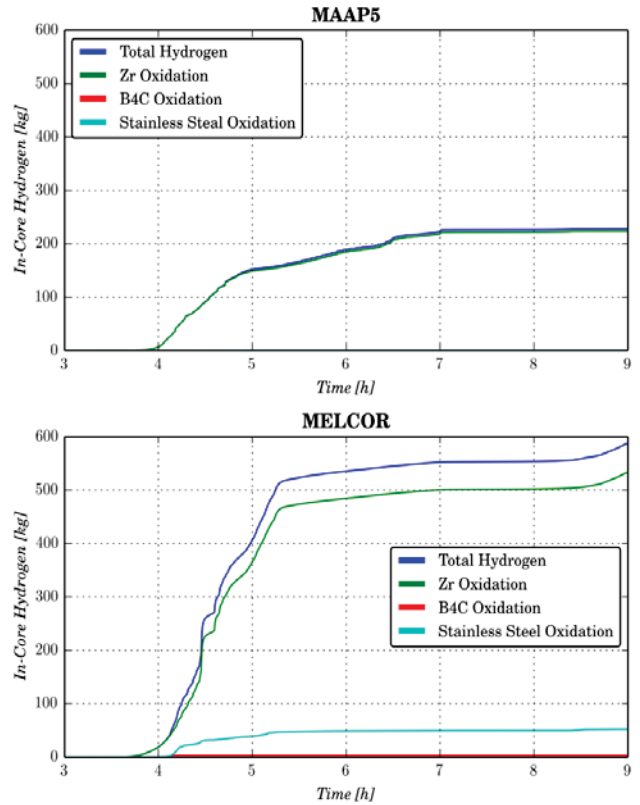 MAAP5
600
500
400
300
200
100
0
In-Core Hydrogen [kg]
Total Hydrogen
Zr Oxidation
B4C Oxidation
Stainless Steal Oxidation
3 4 5 6 7 8 9
Time [h]
MELCOR
600
500
400
300
200
100
0
In-Core Hydrogen [kg]
Total Hydrogen
Zr Oxidation
B4C Oxidation
Stainless Steel Oxidation
3 4 5 6 7 8 9
Time [h]